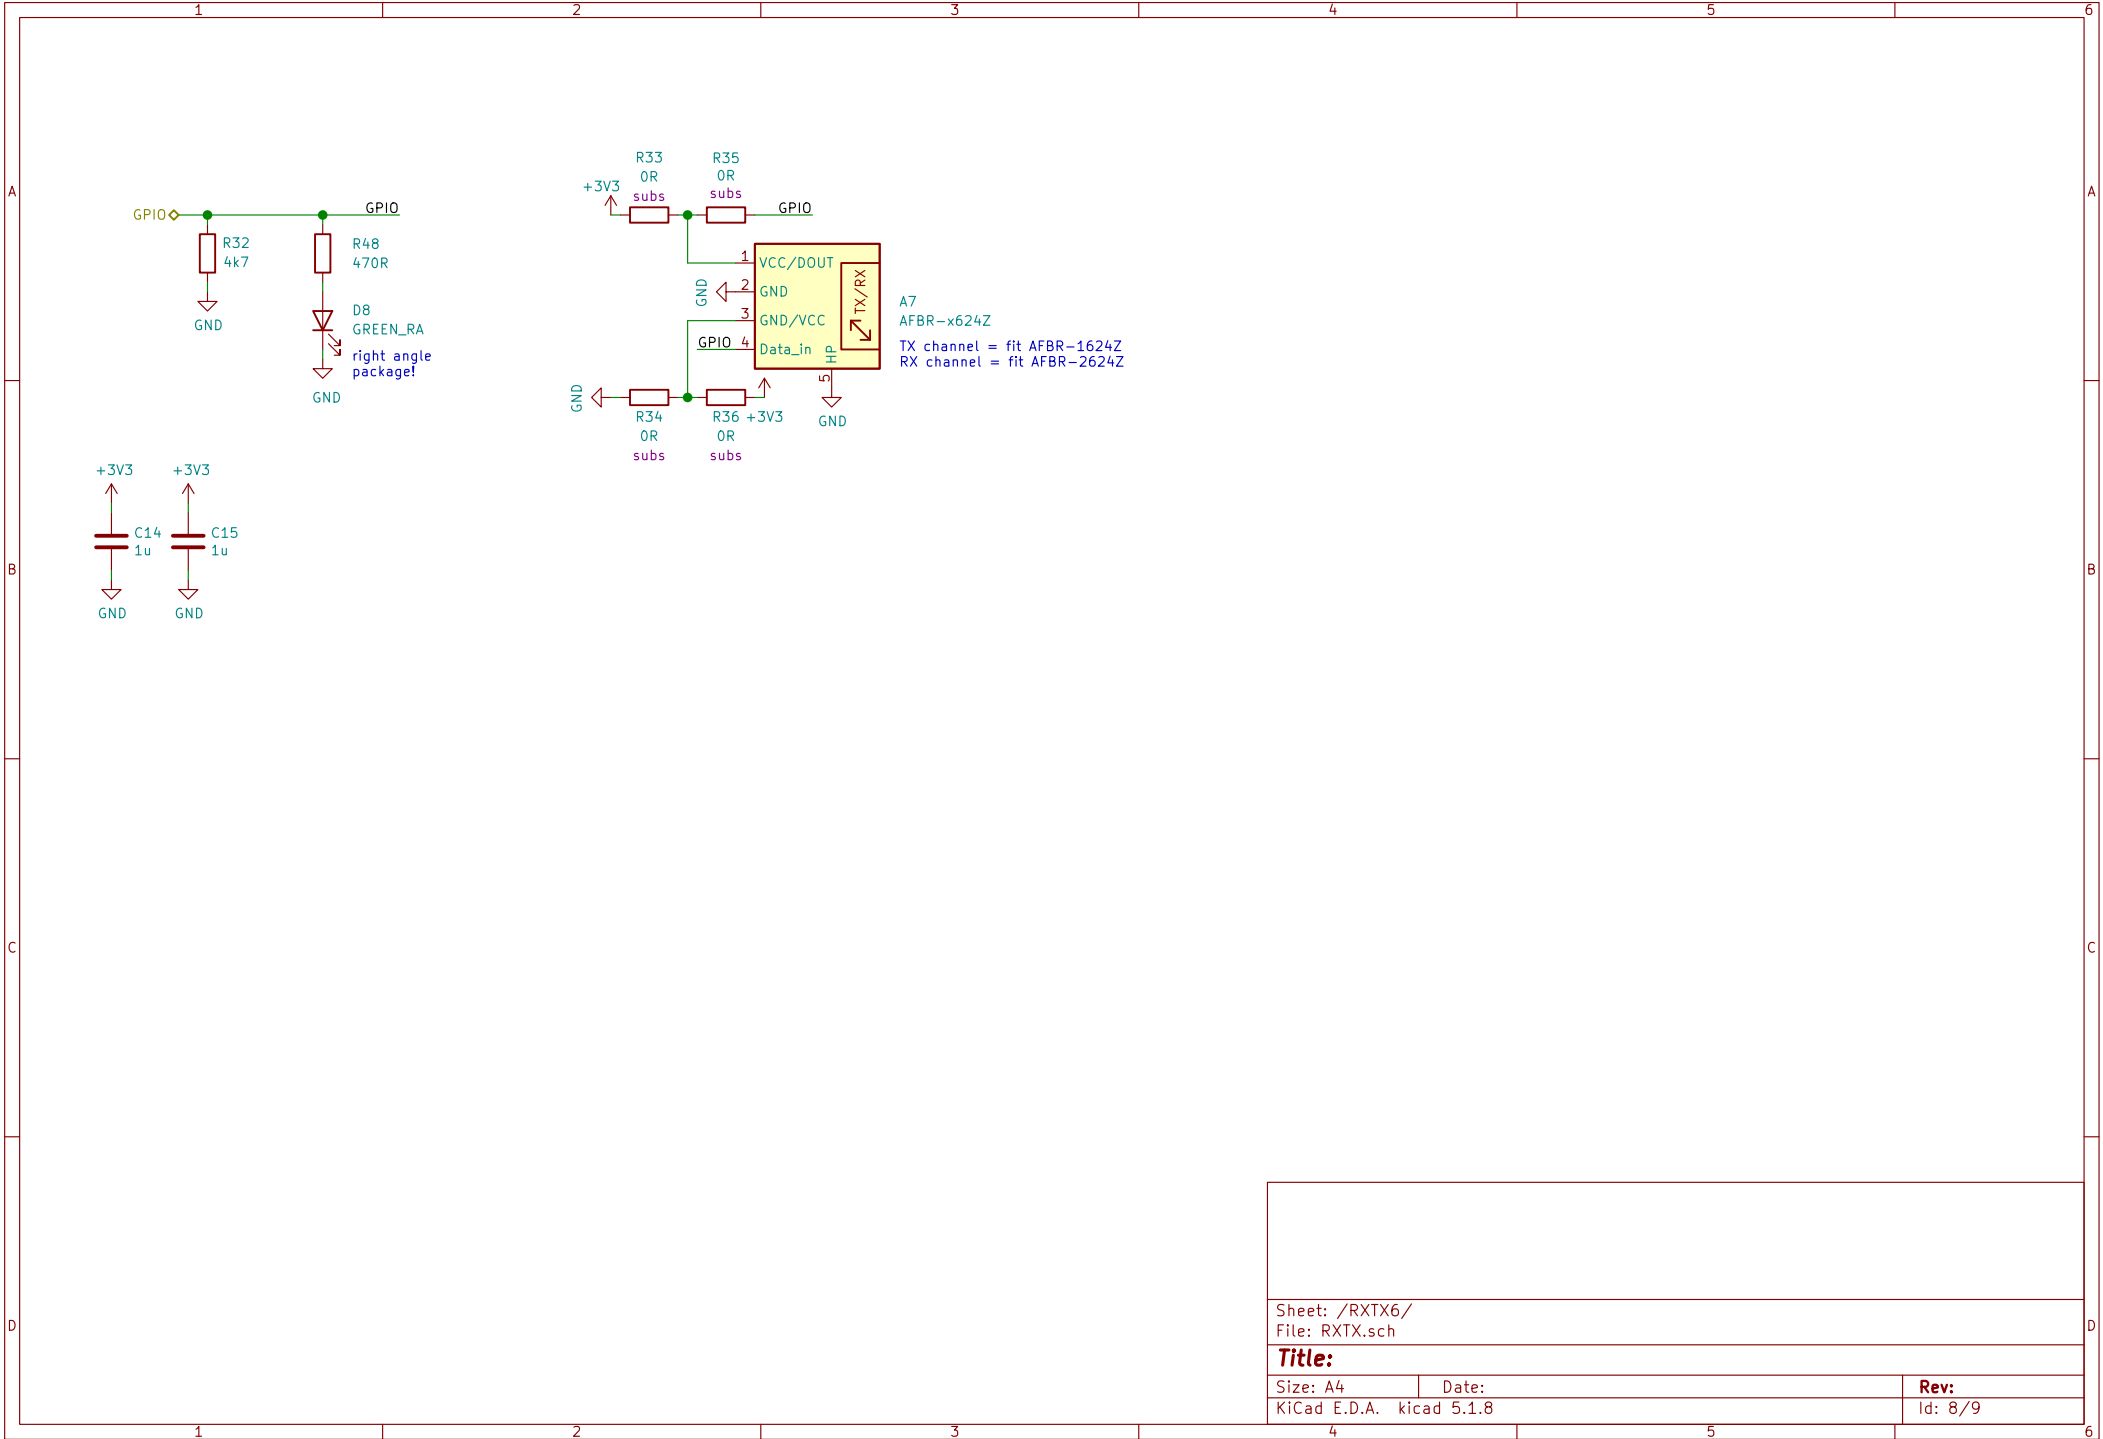 1 2 3 4 5 6
A A
B B
C C
D D
GPIO
GPIO
R32
4k7
GND
R48
470R
D8
GREEN_RA
right angle
package!
GND
+3V3
R33
0R
subs
R35
0R
subs
GPIO
1 VCC/DOUT
GND 2 GND
3 GND/VCC
GPIO 4 Data_in
TX/RX
HP
5
GND
A7
AFBR-x624Z
TX channel = fit AFBR-1624Z
RX channel = fit AFBR-2624Z
GND
R34
0R
subs
R36
0R
subs
+3V3
+3V3
C14
1u
GND
+3V3
C15
1u
GND
Sheet: /RXTX6/
File: RXTX.sch
Title:
Size: A4 Date: Rev:
KiCad E.D.A. kicad 5.1.8 Id: 8/9
1 2 3 4 5 6